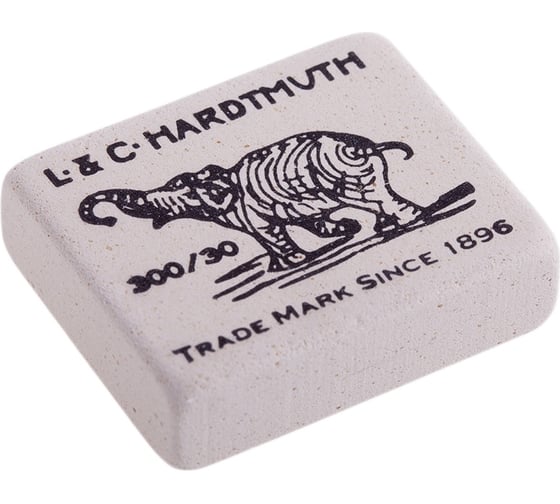 L. & C. HARDTMUTH
300/30
TRADE MARK SINCE 1896